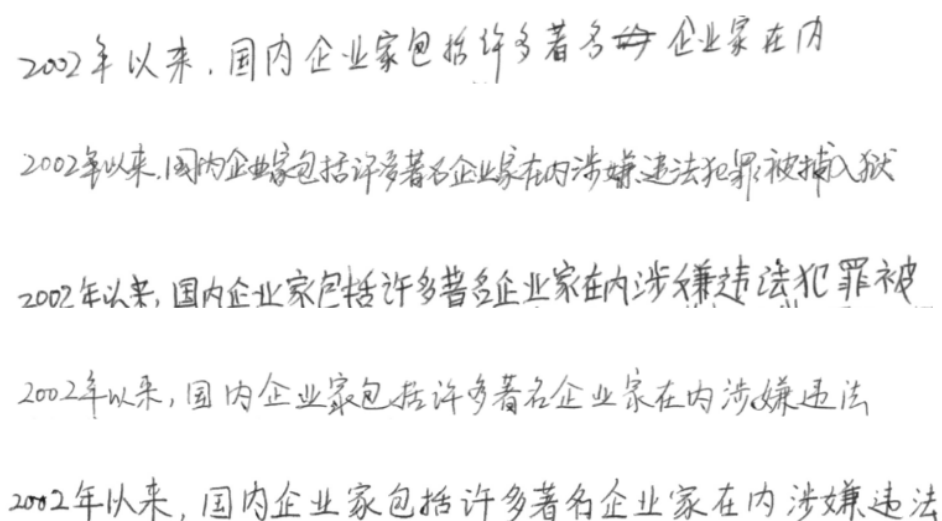 2002年以来,国内企业家包括许多著名企业家在内
2002年以来,国内企业家包括许多著名企业家在内涉嫌违法犯罪被捕入狱
2002年以来,国内企业家包括许多著名企业家在内涉嫌违法犯罪被
2002年以来,国内企业家包括许多著名企业家在内涉嫌违法
2002年以来,国内企业家包括许多著名企业家在内涉嫌违法